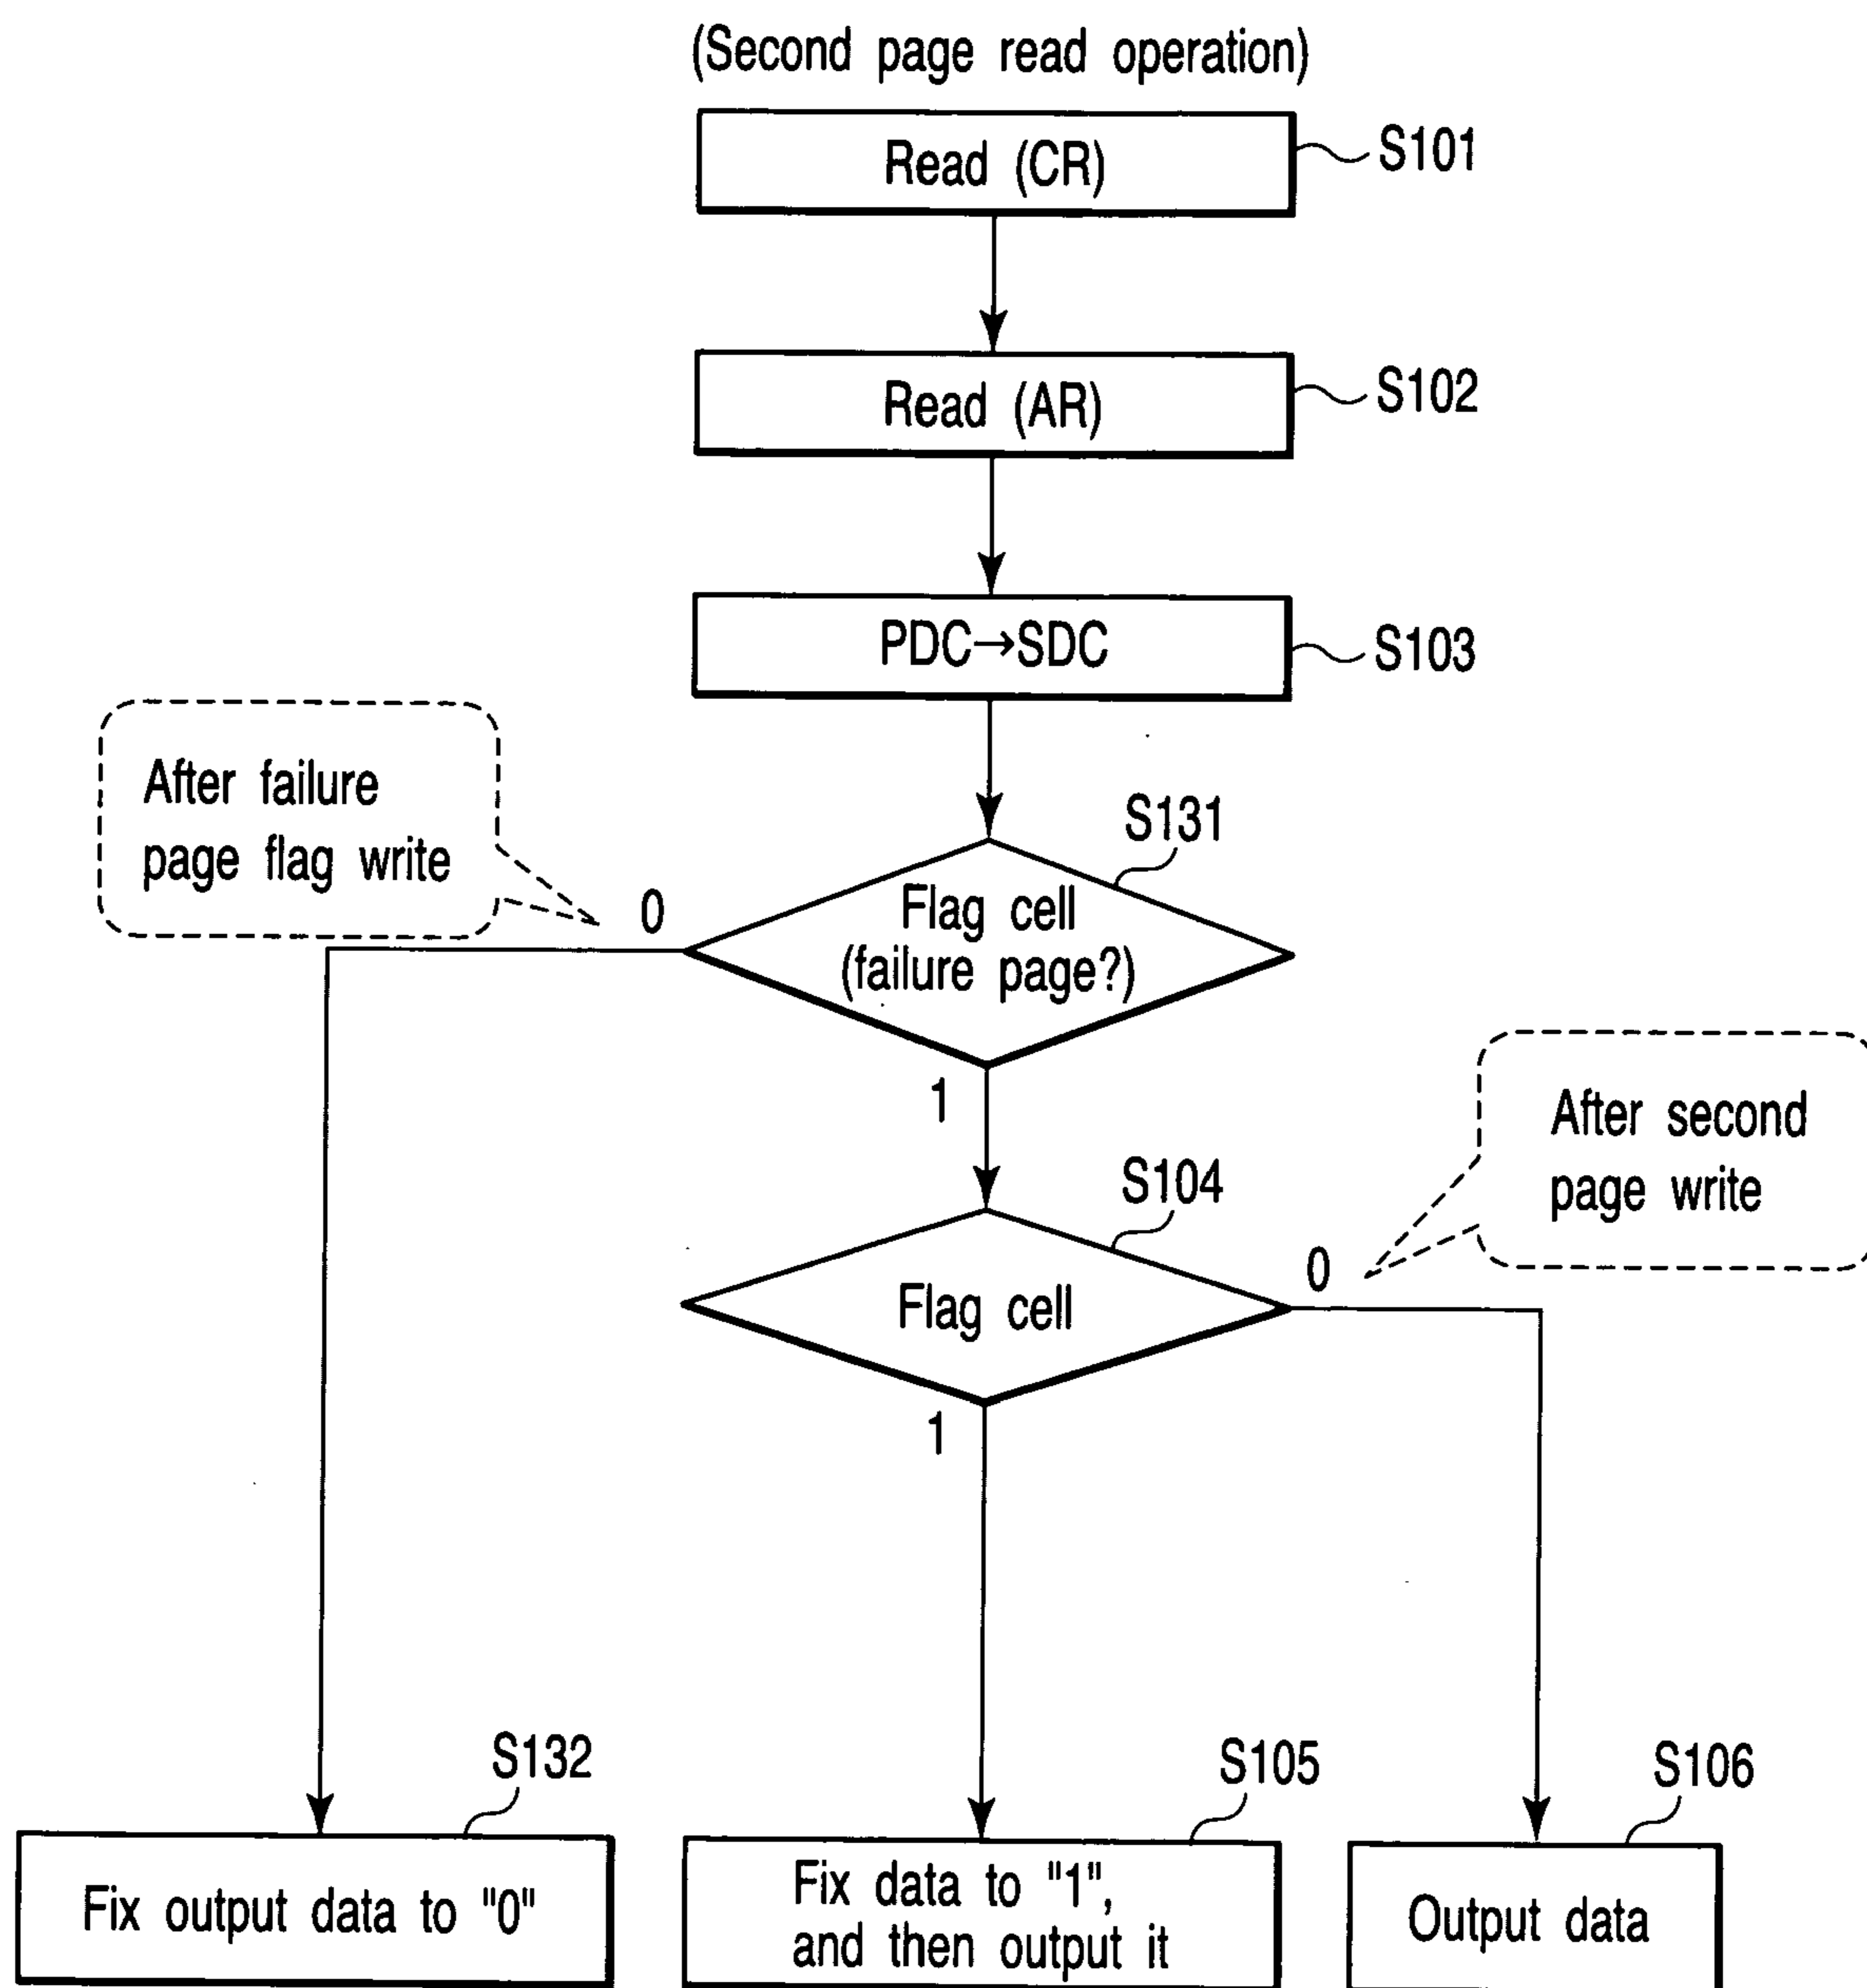 (Second page read operation)
Read (CR)
S101
Read (AR)
S102
PDC→SDC
S103
After failure
page flag write
0
S131
Flag cell
(failure page?)
1
After second
page write
S104
0
Flag cell
1
S132
S105
S106
Fix output data to "0"
Fix data to "1",
and then output it
Output data